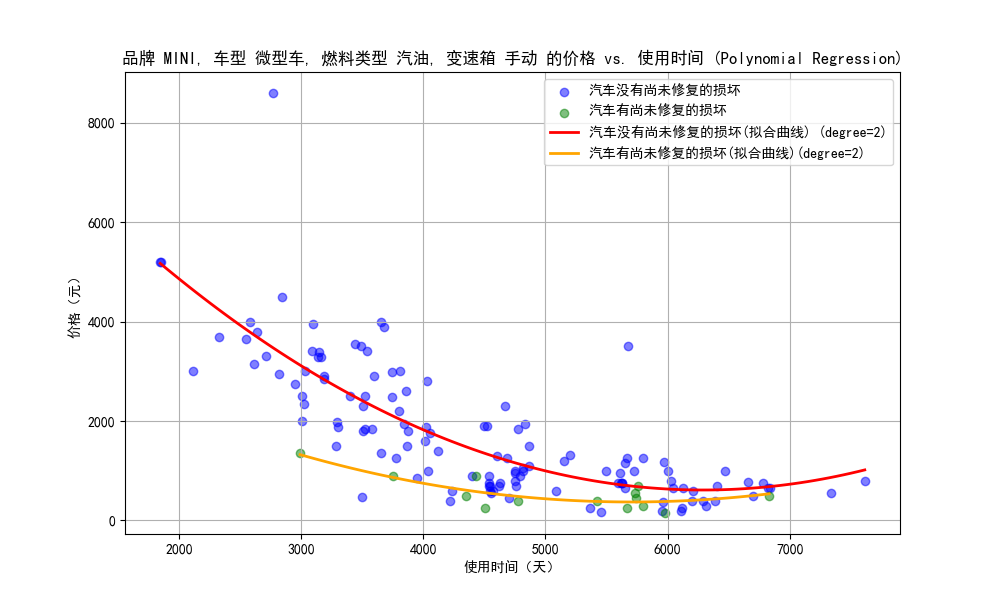 品牌 MINI, 车型 微型车, 燃料类型 汽油, 变速箱 手动 的价格 vs. 使用时间 (Polynomial Regression)
汽车没有尚未修复的损坏
汽车有尚未修复的损坏
汽车没有尚未修复的损坏(拟合曲线) (degree=2)
汽车有尚未修复的损坏(拟合曲线)(degree=2)
价格（元）
8000
6000
4000
2000
0
2000
3000
4000
5000
6000
7000
使用时间（天）